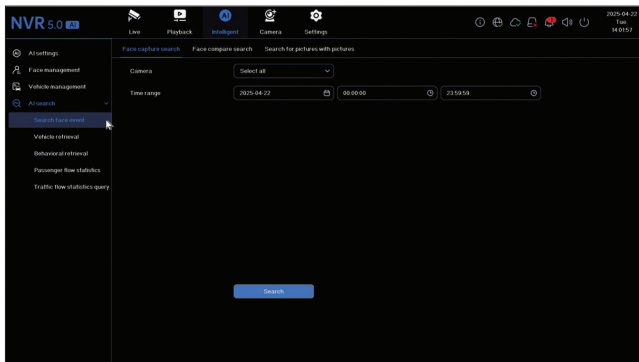 NVR 5.0 AI
Live
Playback
AI
Intelligent
Camera
Settings
2025-04-22
Tue
14:01:57
AI settings
Face management
Vehicle management
AI search
Search face event
Vehicle retrieval
Behavioral retrieval
Passenger flow statistics
Traffic flow statistics query
Face capture search Face compare search Search for pictures with pictures
Camera Select all
Time range 2025-04-22 00:00:00 23:59:59
Search